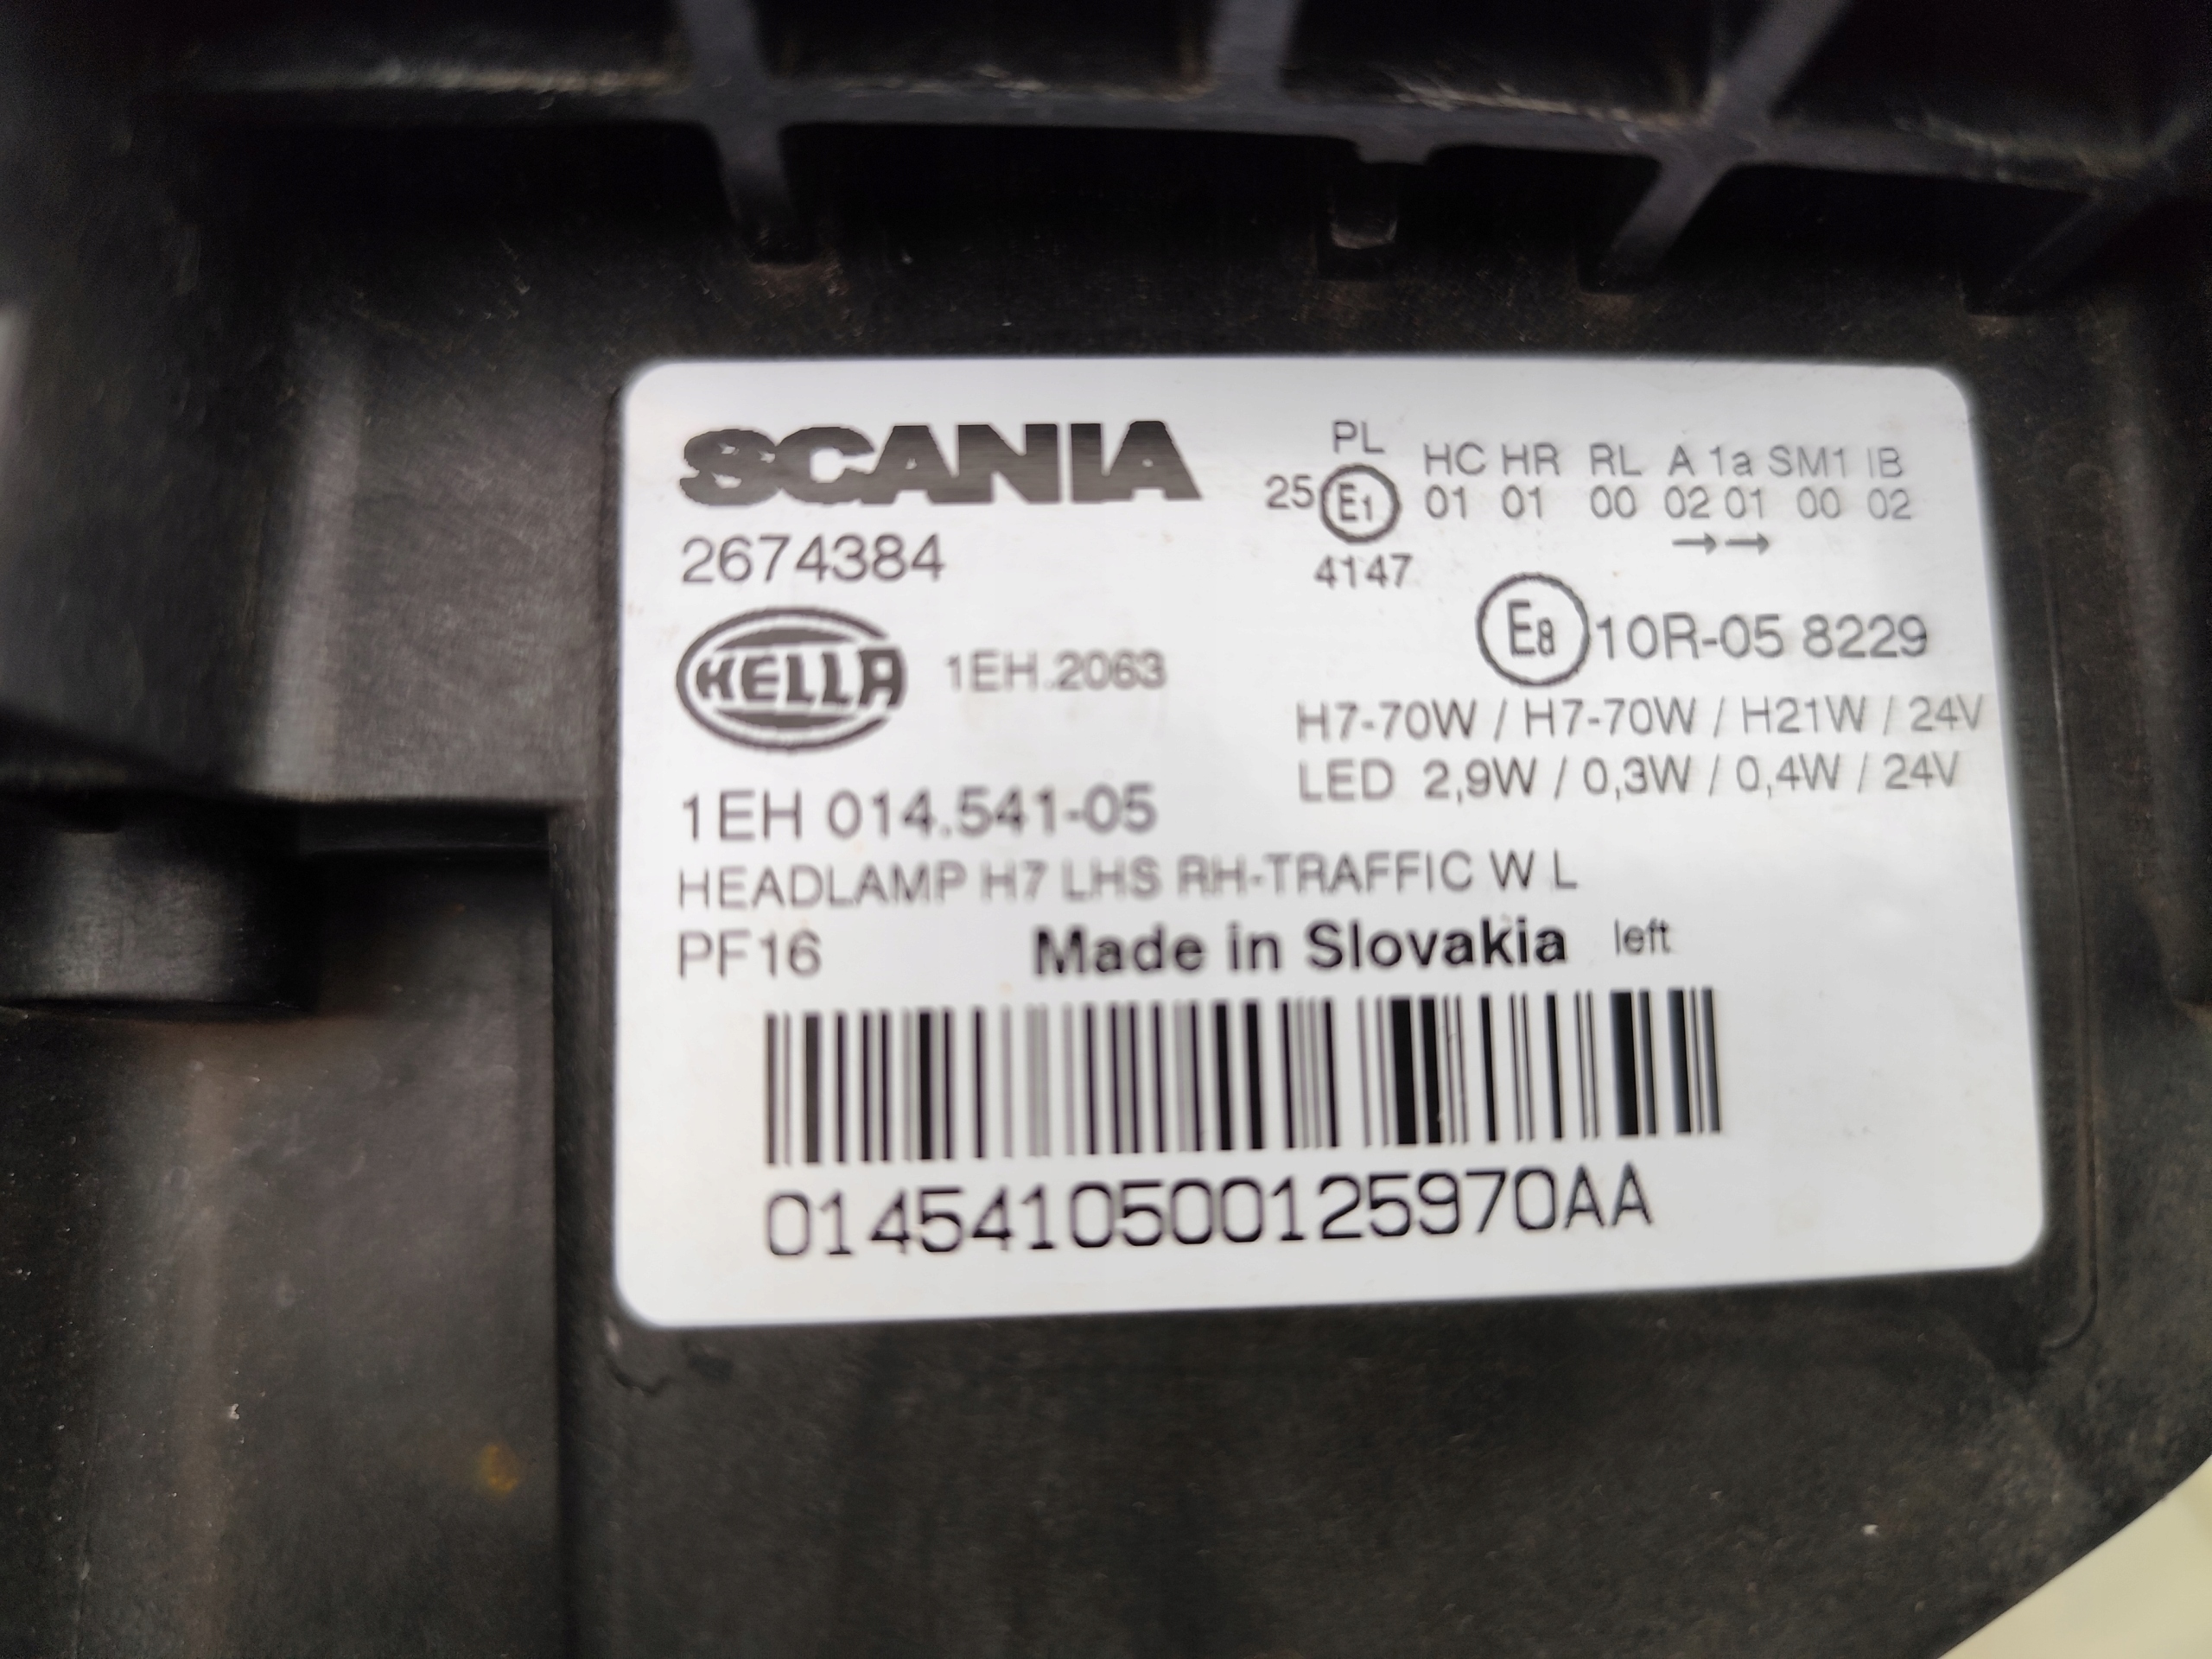 SCANIA
2674384
HELLA 1EH.2063
1EH 014.541-05
HEADLAMP H7 LHS RH-TRAFFIC W L
PF16 Made in Slovakia left
PL HC HR RL A 1a SM1 IB
25 E1 01 01 00 02 01 00 02
→→
4147
E8 10R-05 8229
H7-70W / H7-70W / H21W / 24V
LED 2,9W / 0,3W / 0,4W / 24V
0145410500125970AA